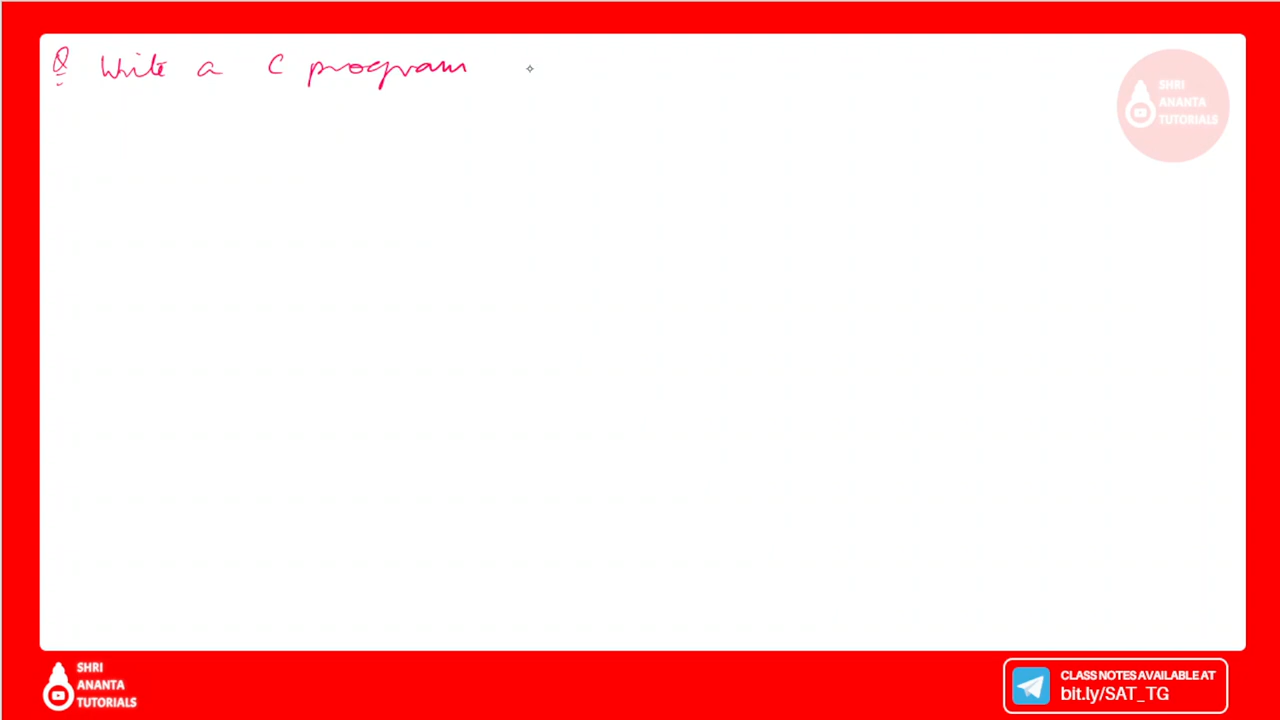 Q Write a C program
SHRI
ANANTA
TUTORIALS
SHRI
ANANTA
TUTORIALS
CLASS NOTES AVAILABLE AT
bit.ly/SAT_TG